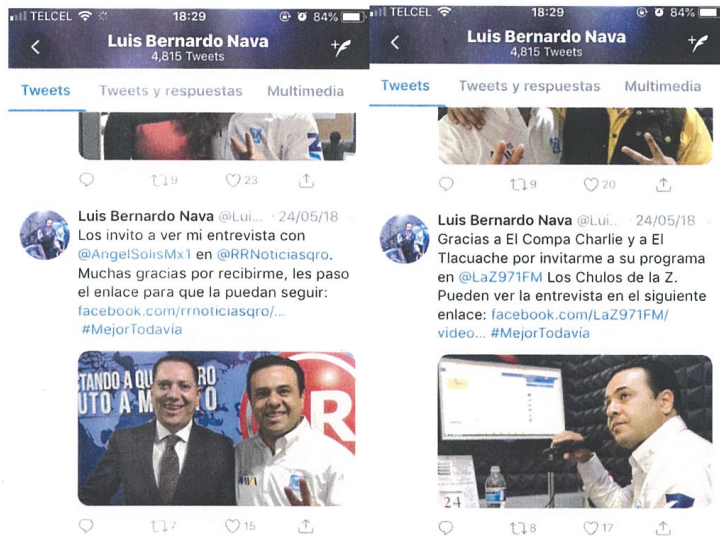 TELCEL 18:29 84%
Luis Bernardo Nava
4,815 Tweets
Tweets Tweets y respuestas Multimedia
9 23
Luis Bernardo Nava @Lui... · 24/05/18
Los invito a ver mi entrevista con
@AngelSolisMx1 en @RRNoticiasqro.
Muchas gracias por recibirme, les paso
el enlace para que la puedan seguir:
facebook.com/rrnoticiasqro/...
#MejorTodavía
TANDO A QU RO
UTO A M O
R
7 15
TELCEL 18:29 84%
Luis Bernardo Nava
4,815 Tweets
Tweets Tweets y respuestas Multimedia
9 20
Luis Bernardo Nava @Lui... · 24/05/18
Gracias a El Compa Charlie y a El
Tlacuache por invitarme a su programa
en @LaZ971FM Los Chulos de la Z.
Pueden ver la entrevista en el siguiente
enlace: facebook.com/LaZ971FM/
video... #MejorTodavía
24
8 17